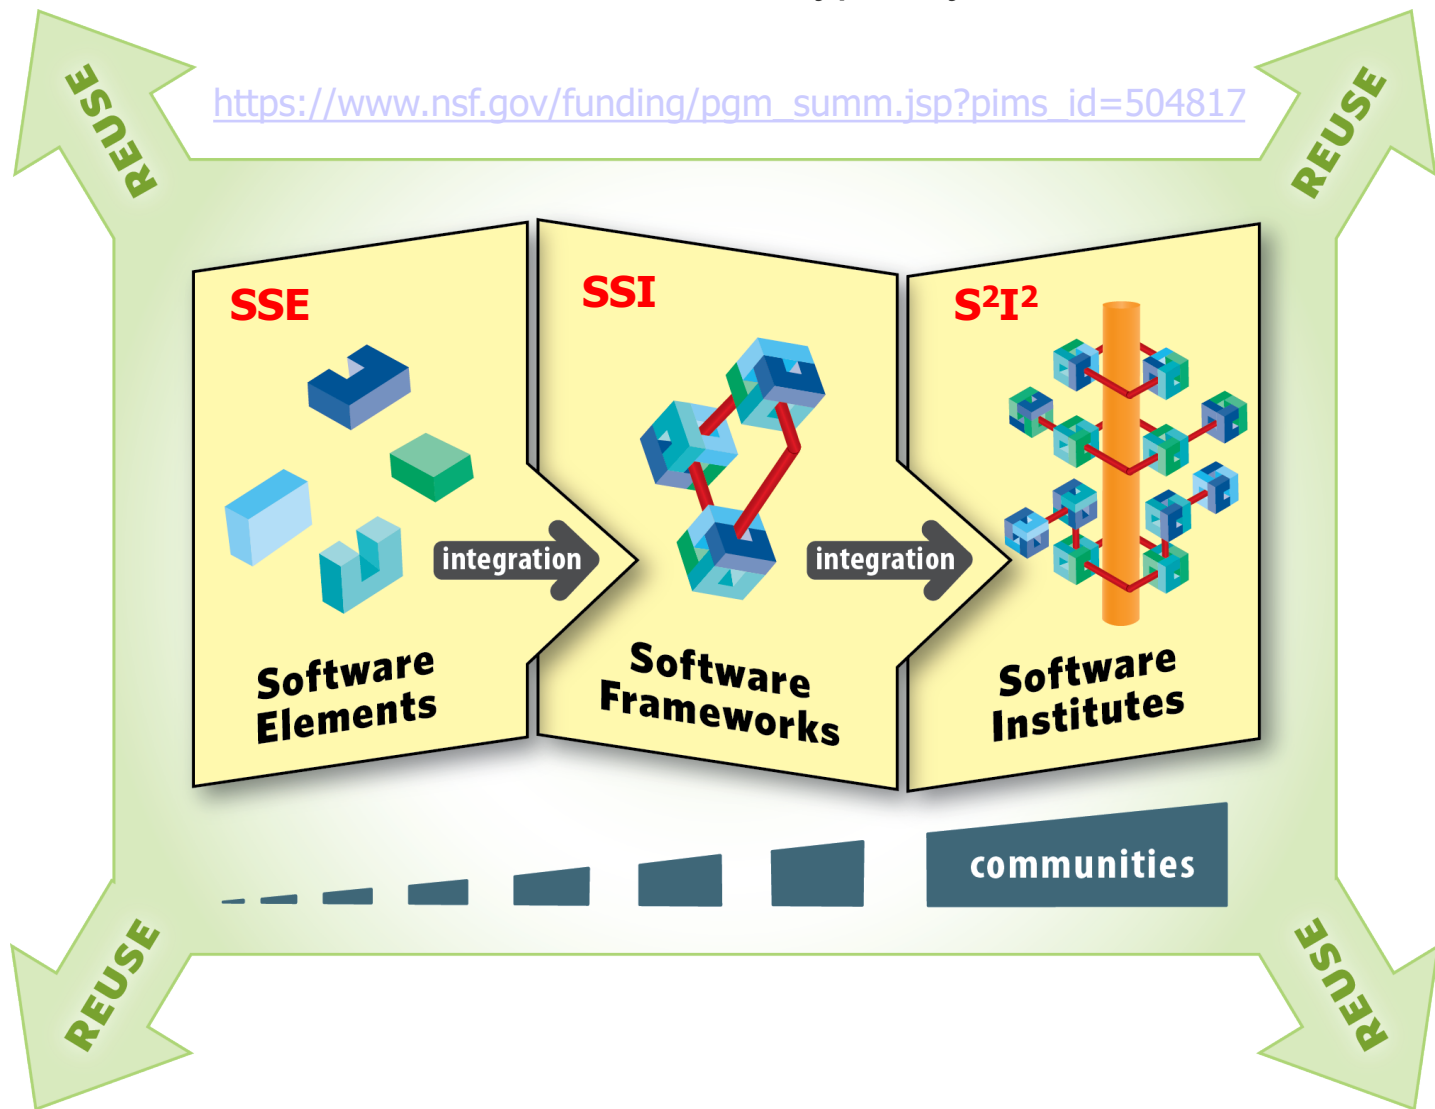 https://www.nsf.gov/funding/pgm_summ.jsp?pims_id=504817
REUSE
REUSE
SSE
SSI
S²I²
integration
integration
Software
Elements
Software
Frameworks
Software
Institutes
communities
REUSE
REUSE